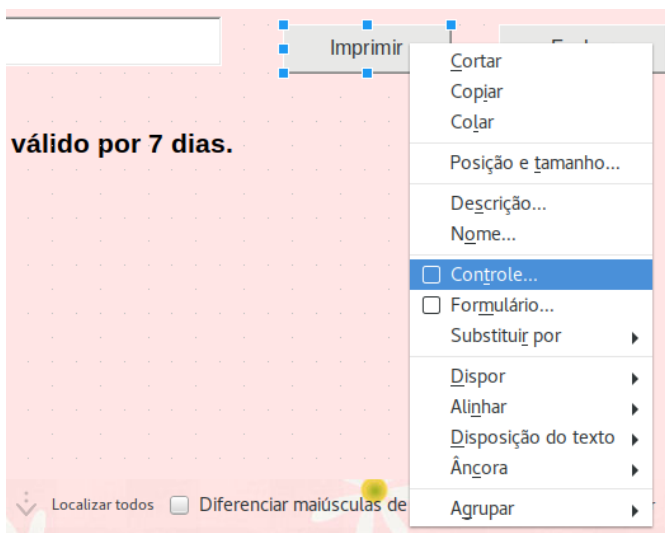 Imprimir
Cortar
Copiar
Colar
válido por 7 dias.
Posição e tamanho...
Descrição...
Nome...
Controle...
Formulário...
Substituir por
Dispor
Alinhar
Disposição do texto
Âncora
Localizar todos Diferenciar maiúsculas de
Agrupar